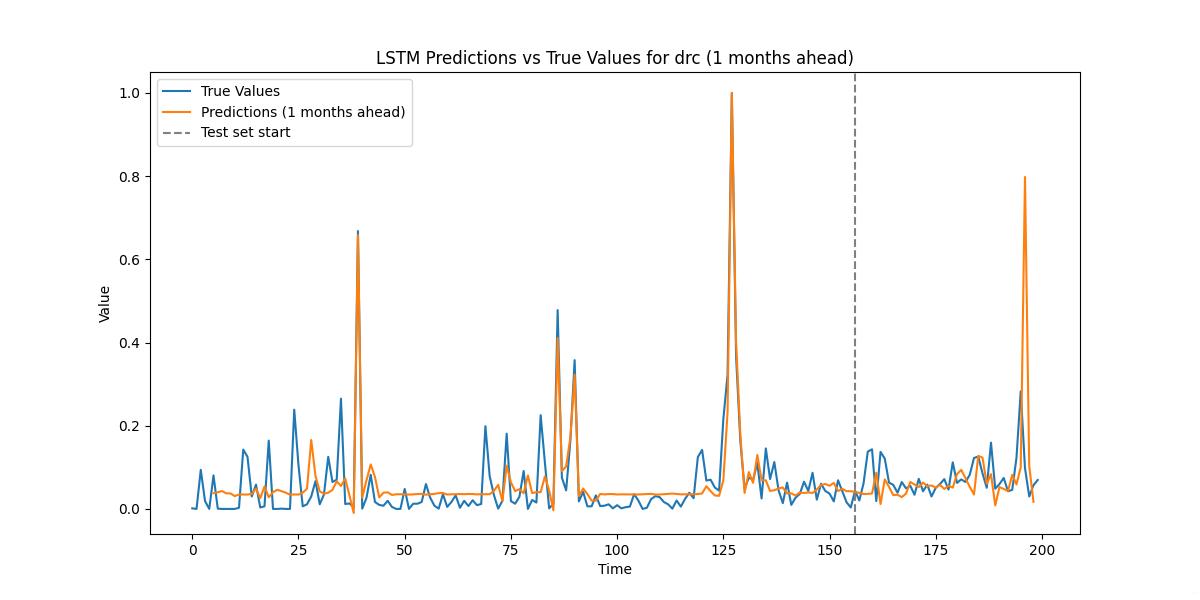 LSTM Predictions vs True Values for drc (1 months ahead)
True Values
Predictions (1 months ahead)
Test set start
1.0
0.8
0.6
0.4
0.2
0.0
Value
0 25 50 75 100 125 150 175 200
Time